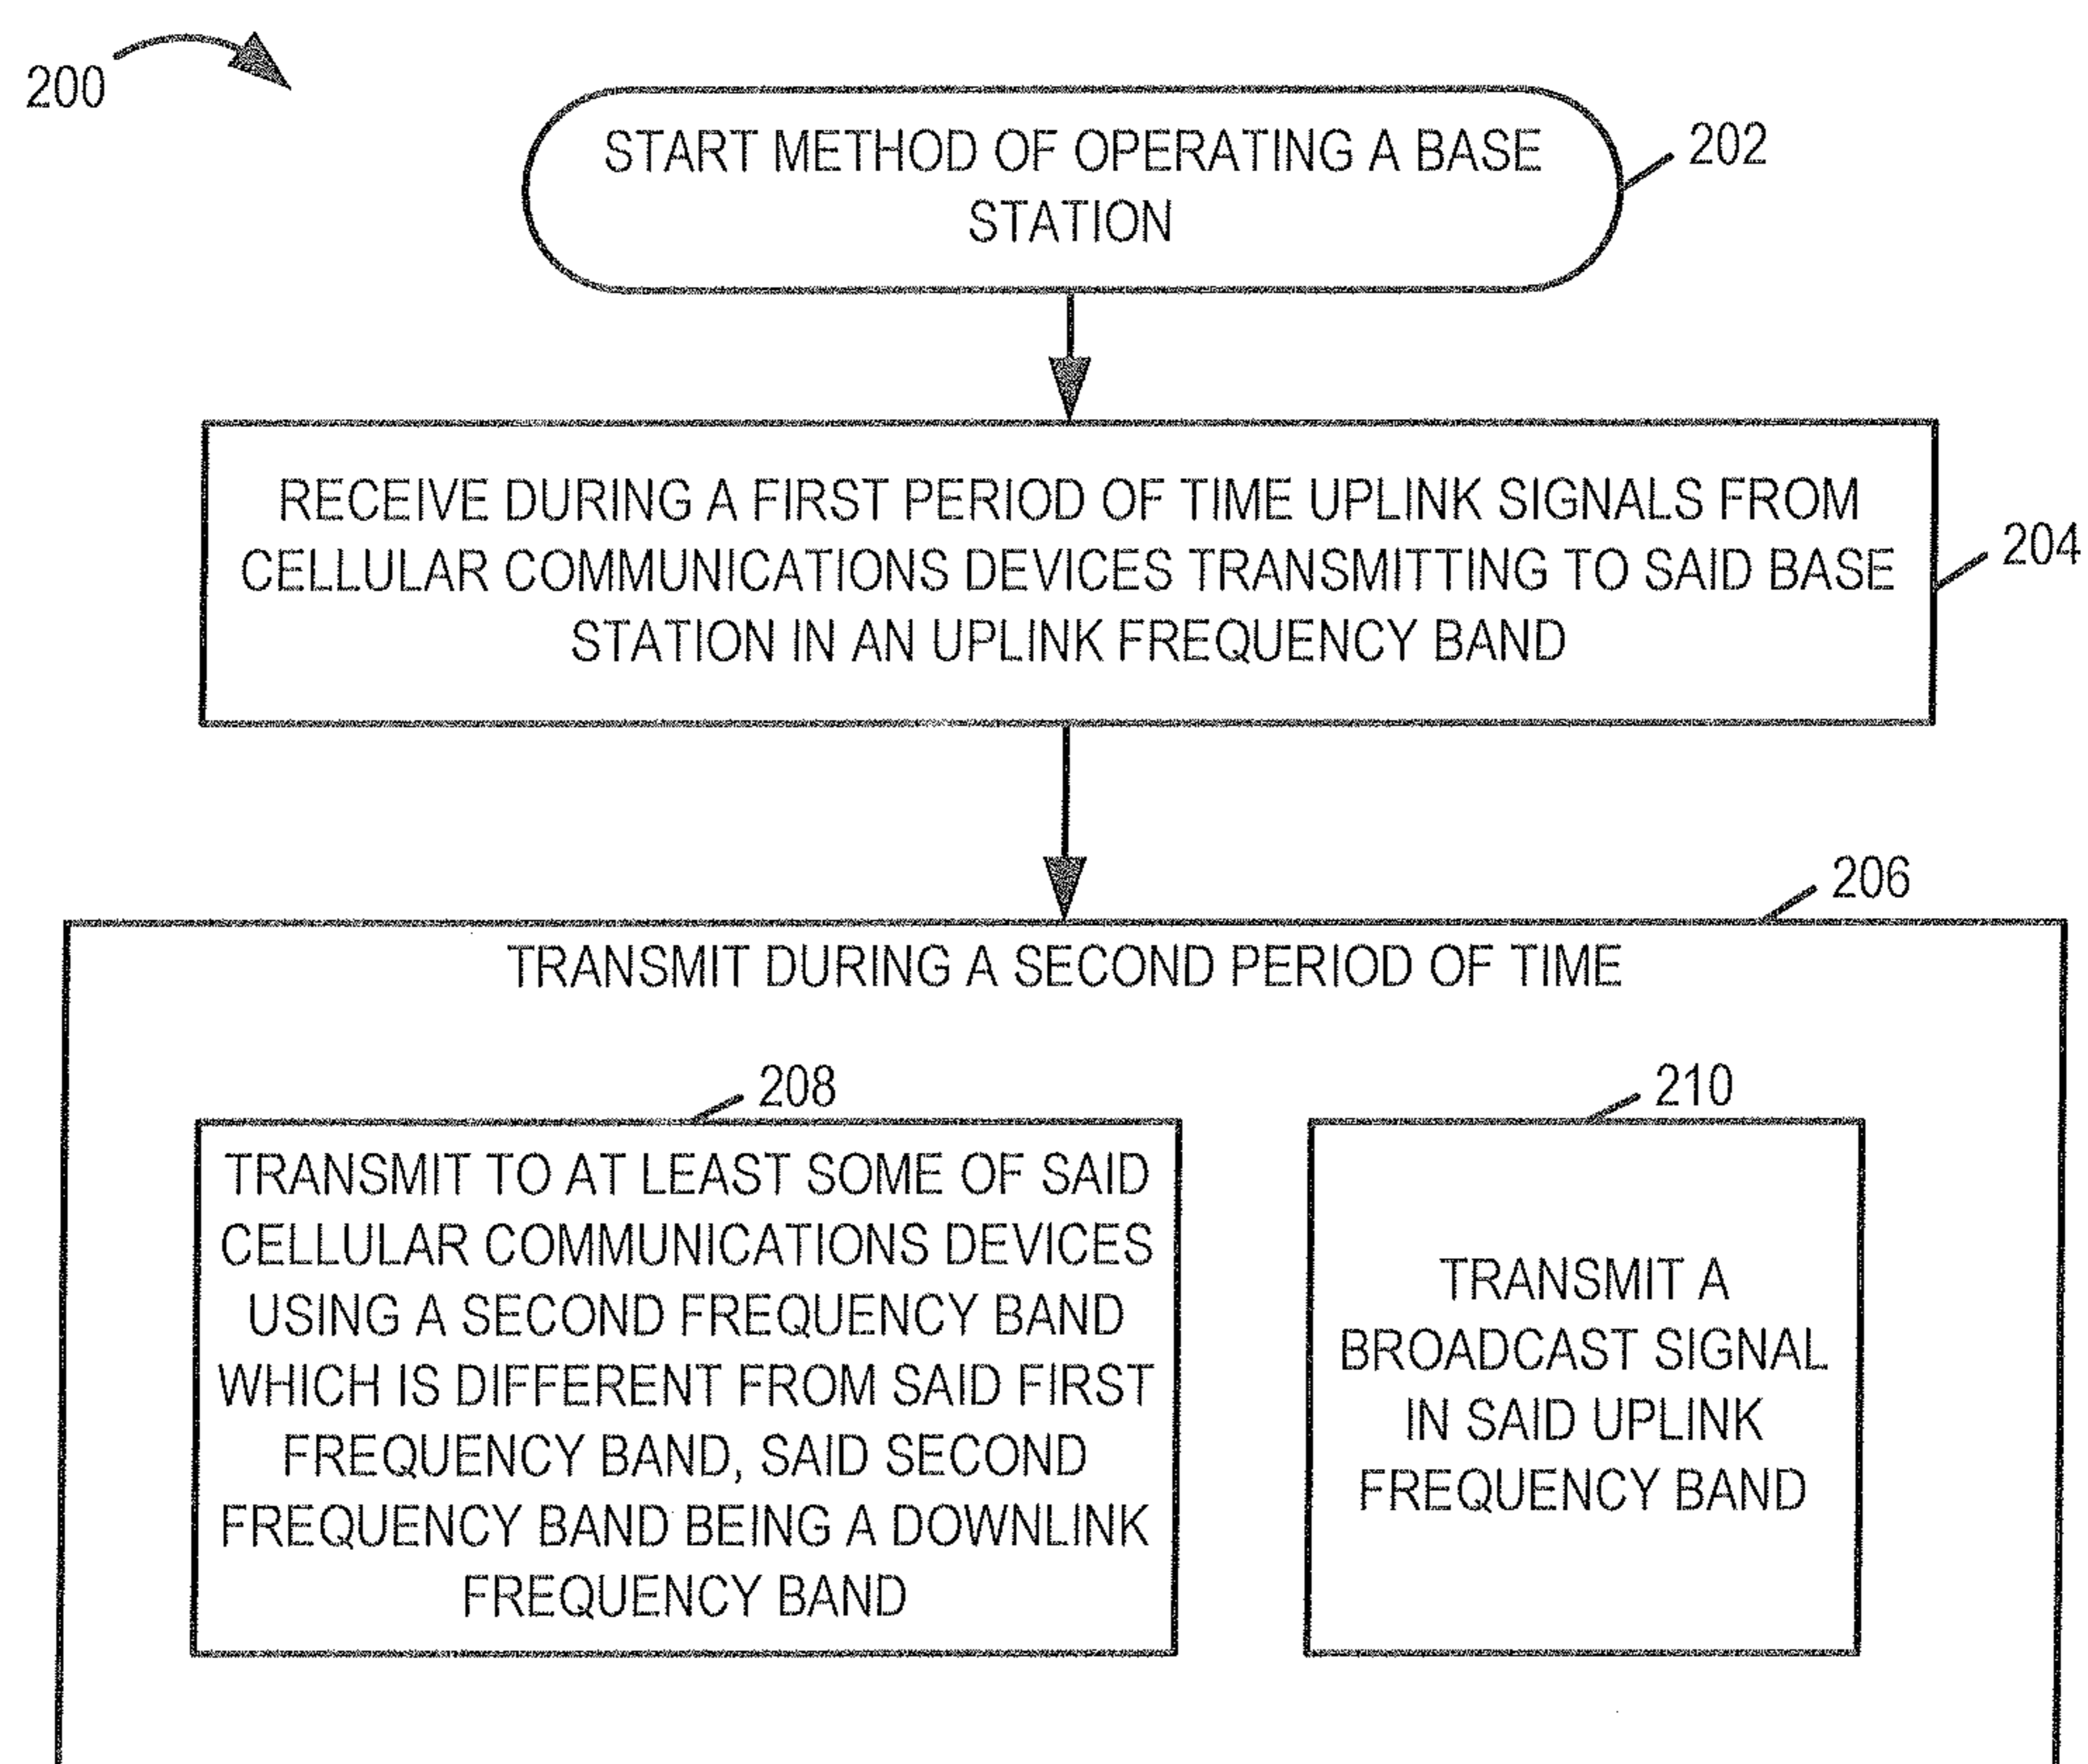 200
START METHOD OF OPERATING A BASE
STATION
202
RECEIVE DURING A FIRST PERIOD OF TIME UPLINK SIGNALS FROM
CELLULAR COMMUNICATIONS DEVICES TRANSMITTING TO SAID BASE
STATION IN AN UPLINK FREQUENCY BAND
204
206
TRANSMIT DURING A SECOND PERIOD OF TIME
208
TRANSMIT TO AT LEAST SOME OF SAID
CELLULAR COMMUNICATIONS DEVICES
USING A SECOND FREQUENCY BAND
WHICH IS DIFFERENT FROM SAID FIRST
FREQUENCY BAND, SAID SECOND
FREQUENCY BAND BEING A DOWNLINK
FREQUENCY BAND
210
TRANSMIT A
BROADCAST SIGNAL
IN SAID UPLINK
FREQUENCY BAND